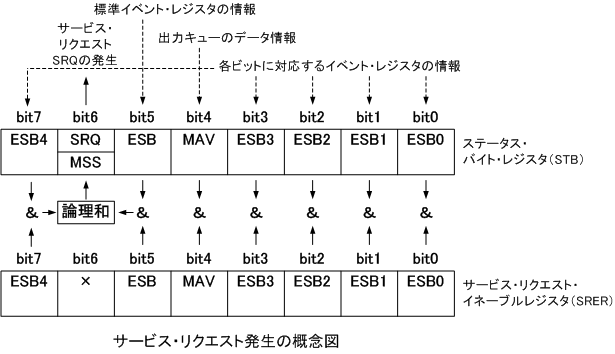 標準イベント・レジスタの情報
サービス・
リクエスト
SRQの発生
出力キューのデータ情報
各ビットに対応するイベント・レジスタの情報
bit7 bit6 bit5 bit4 bit3 bit2 bit1 bit0
ESB4 SRQ ESB MAV ESB3 ESB2 ESB1 ESB0
MSS
ステータス・
バイト・レジスタ(STB)
& 論理和 & & & & & &
bit7 bit6 bit5 bit4 bit3 bit2 bit1 bit0
ESB4 × ESB MAV ESB3 ESB2 ESB1 ESB0
サービス・リクエスト・
イネーブルレジスタ(SRER)
サービス・リクエスト発生の概念図